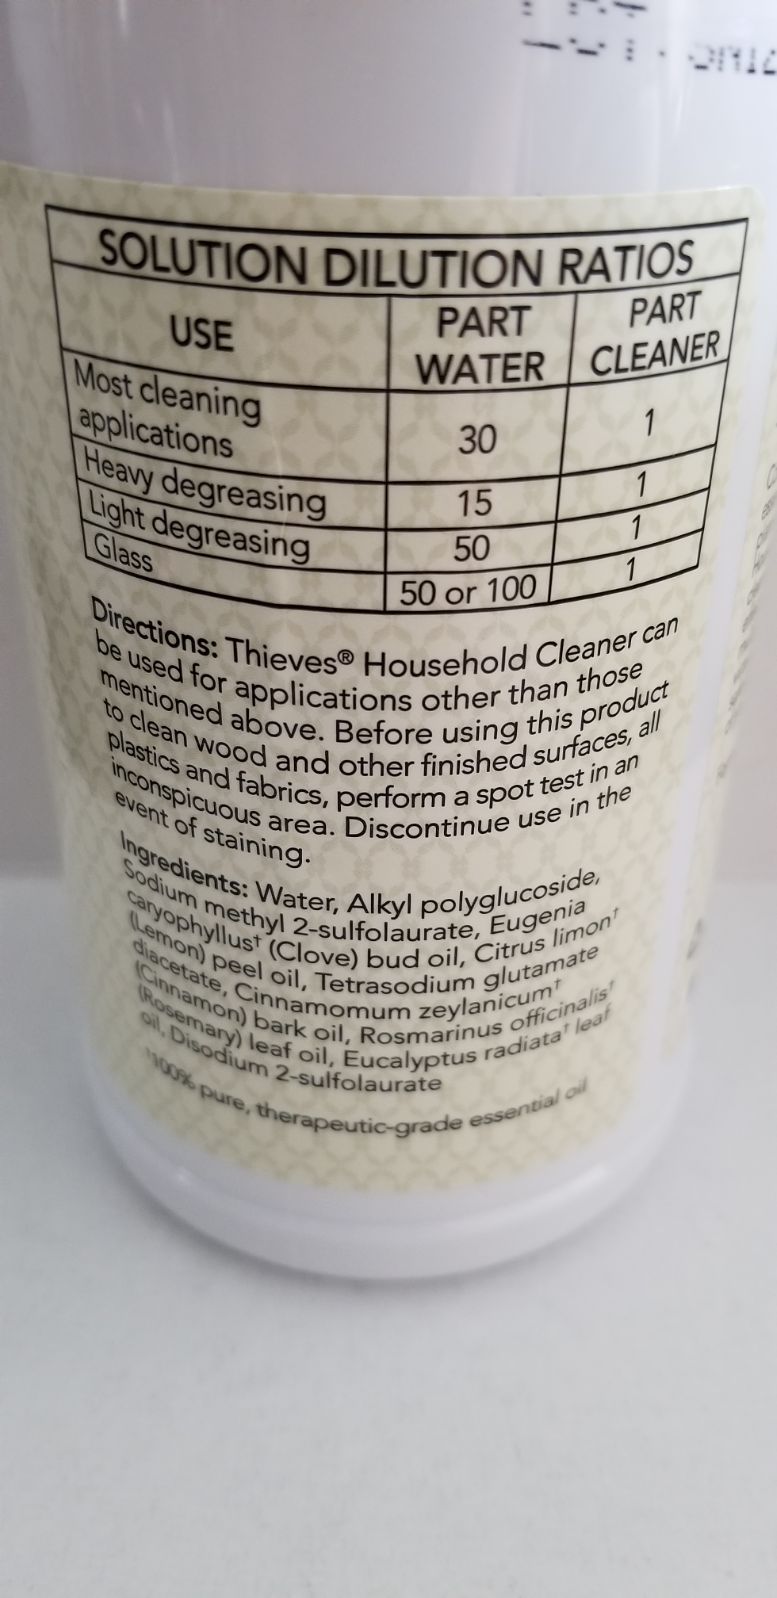 SOLUTION DILUTION RATIOS
USE PART WATER PART CLEANER
Most cleaning applications 30 1
Heavy degreasing 15 1
Light degreasing 50 1
Glass 50 or 100 1
Directions: Thieves® Household Cleaner can
be used for applications other than those
mentioned above. Before using this product
to clean wood and other finished surfaces, all
plastics and fabrics, perform a spot test in an
inconspicuous area. Discontinue use in the
event of staining.
Ingredients: Water, Alkyl polyglucoside,
Sodium methyl 2-sulfolaurate, Eugenia
caryophyllus† (Clove) bud oil, Citrus limon†
(Lemon) peel oil, Tetrasodium glutamate
diacetate, Cinnamomum zeylanicum†
(Cinnamon) bark oil, Rosmarinus officinalis†
(Rosemary) leaf oil, Eucalyptus radiata† leaf
oil, Disodium 2-sulfolaurate
†100% pure, therapeutic-grade essential oil